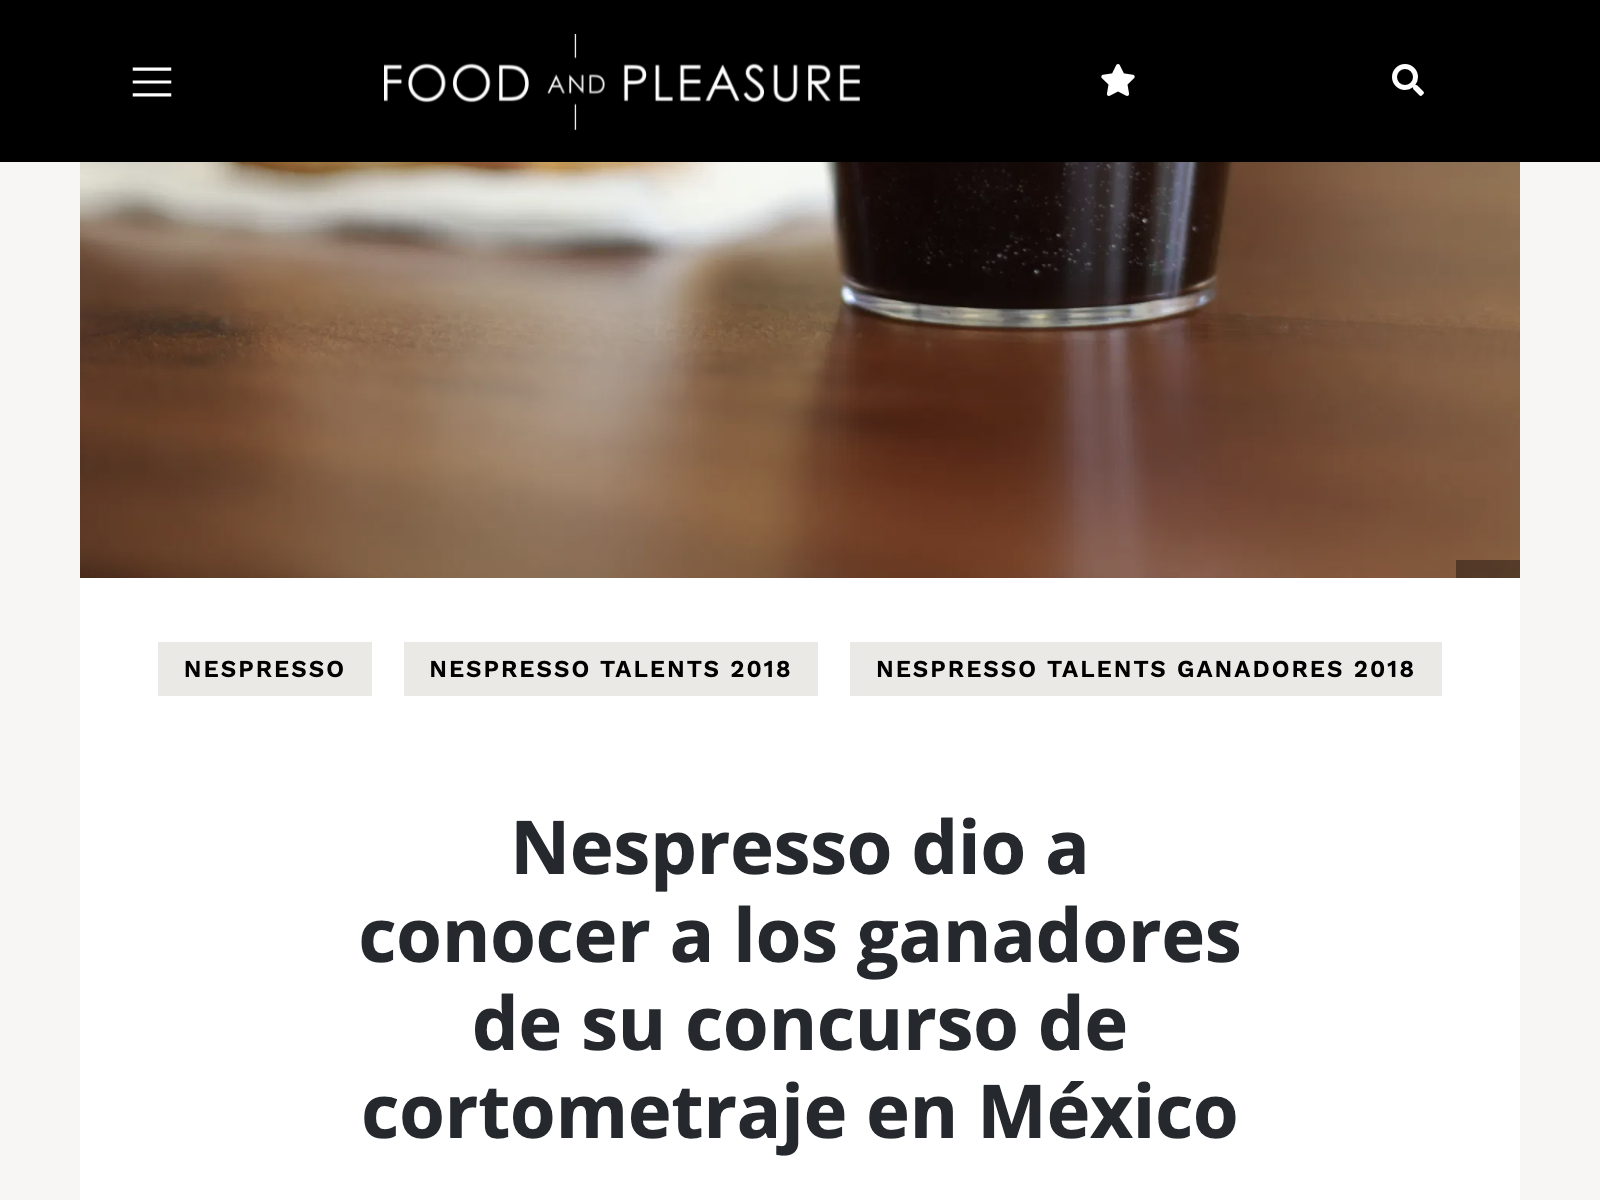 FOOD AND PLEASURE
NESPRESSO NESPRESSO TALENTS 2018 NESPRESSO TALENTS GANADORES 2018
Nespresso dio a
conocer a los ganadores
de su concurso de
cortometraje en México